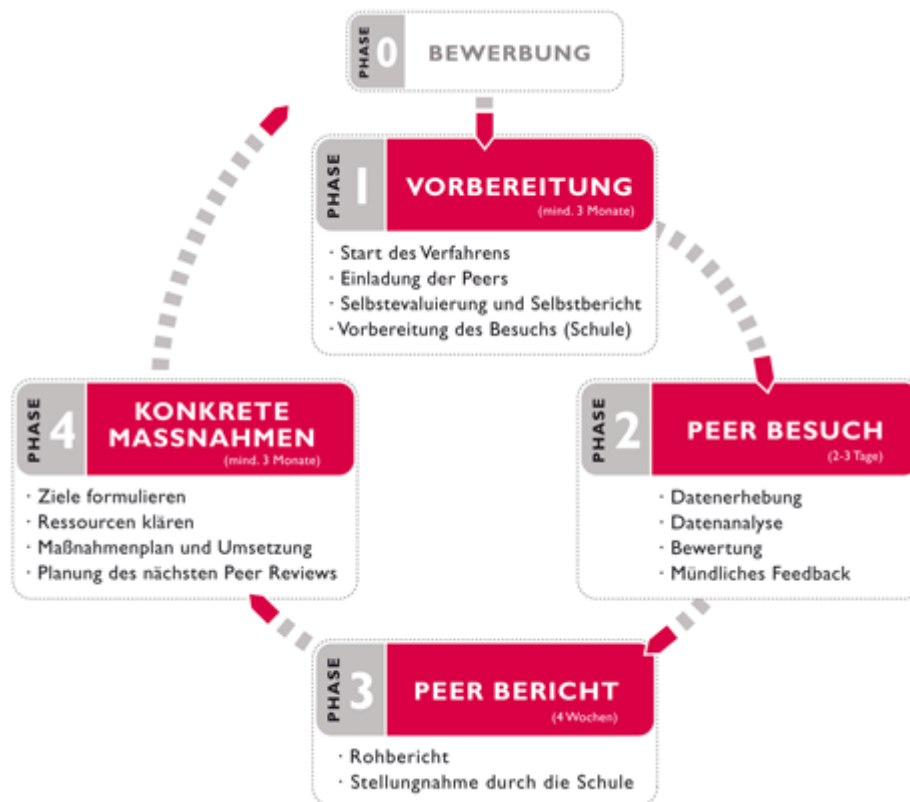 PHASE 0 BEWERBUNG
PHASE 1 VORBEREITUNG
(mind. 3 Monate)
· Start des Verfahrens
· Einladung der Peers
· Selbstevaluierung und Selbstbericht
· Vorbereitung des Besuchs (Schule)
PHASE 2 PEER BESUCH
(2-3 Tage)
· Datenerhebung
· Datenanalyse
· Bewertung
· Mündliches Feedback
PHASE 3 PEER BERICHT
(4 Wochen)
· Rohbericht
· Stellungnahme durch die Schule
PHASE 4 KONKRETE
MASSNAHMEN
(mind. 3 Monate)
· Ziele formulieren
· Ressourcen klären
· Maßnahmenplan und Umsetzung
· Planung des nächsten Peer Reviews